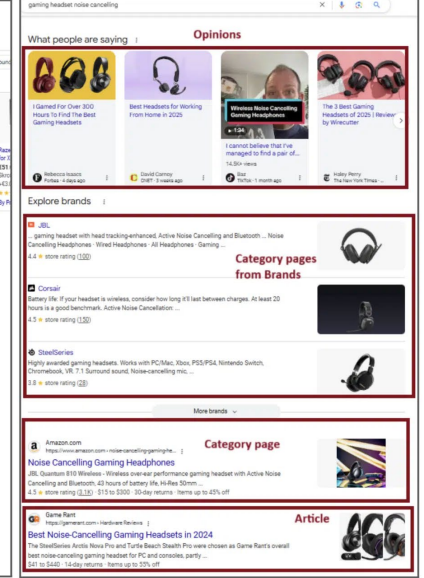 gaming headset noise cancelling
What people are saying
Opinions
I Gamed For Over 300
Hours To Find The Best
Gaming Headsets
Rebecca Isaacs
Forbes · 4 days ago
Best Headsets for Working
From Home in 2025
David Carnoy
CNET · 3 weeks ago
Wireless Noise Cancelling
Gaming Headphones
1:34
I cannot believe that I've
managed to find a pair of...
14.5K+ views
Baz
TikTok · 1 month ago
The 3 Best Gaming
Headsets of 2025 | Reviews
by Wirecutter
Haley Perry
The New York Times · ...
Explore brands
JBL
... gaming headset with head tracking-enhanced, Active Noise Cancelling and Bluetooth ... Noise
Cancelling Headphones · Wired Headphones · All Headphones · Gaming ...
4.4 ★ store rating (100)
Category pages
from Brands
Corsair
Battery life: If your headset is wireless, consider how long it'll last between charges. At least 20
hours is a good benchmark. Active Noise Cancellation: ...
4.5 ★ store rating (150)
SteelSeries
Highly awarded gaming headsets. Works with PC/Mac, Xbox, PS5/PS4, Nintendo Switch,
Chromebook, VR. 7.1 Surround sound, Noise-cancelling mic, ...
3.8 ★ store rating (28)
More brands
Amazon.com
https://www.amazon.com › noise-cancelling-gaming-he...
Category page
Noise Cancelling Gaming Headphones
JBL Quantum 810 Wireless - Wireless over-ear performance gaming headset with Active Noise
Cancelling and Bluetooth, 43 hours of battery life, Hi-Res 50mm ...
4.5 ★ store rating (3.1K) · $15 to $300 · 30-day returns · Items up to 45% off
Game Rant
https://gamerant.com › Hardware Reviews
Article
Best Noise-Cancelling Gaming Headsets in 2024
The SteelSeries Arctis Nova Pro and Turtle Beach Stealth Pro were chosen as Game Rant's overall
best noise-canceling gaming headset for PC and consoles, partly ...
$41 to $440 · 14-day returns · Items up to 55% off